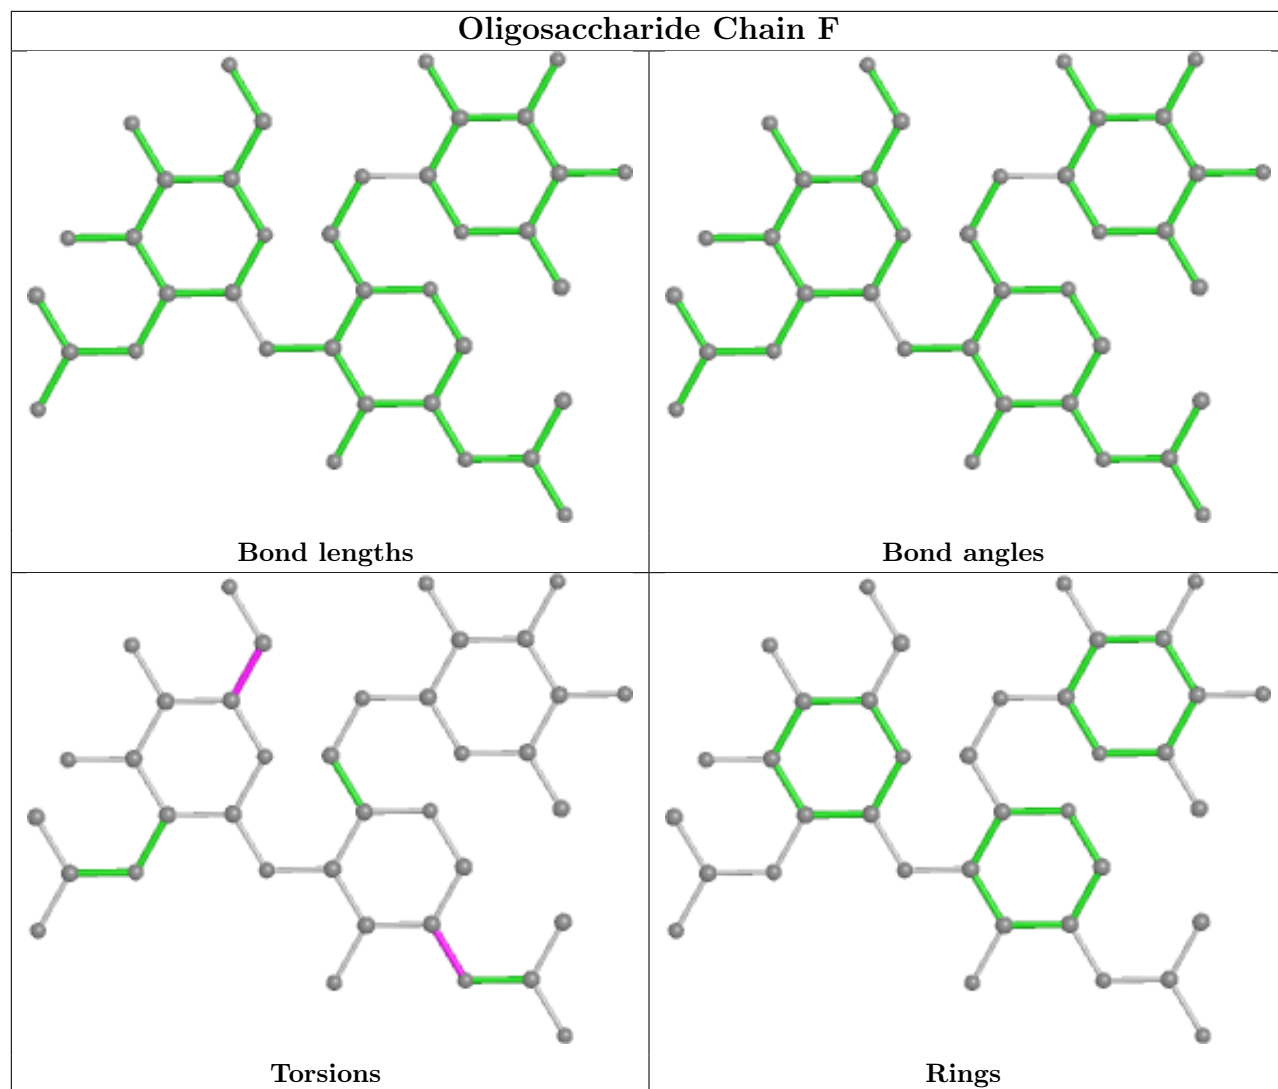 Oligosaccharide Chain F
Bond lengths
Bond angles
Torsions
Rings